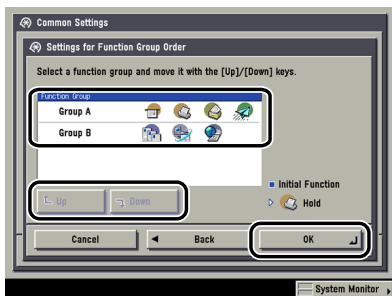 Common Settings
Settings for Function Group Order
Select a function group and move it with the [Up]/[Down] keys.
Function Group
Group A
Group B
Initial Function
Up Down
Hold
Cancel ◄ Back OK
System Monitor